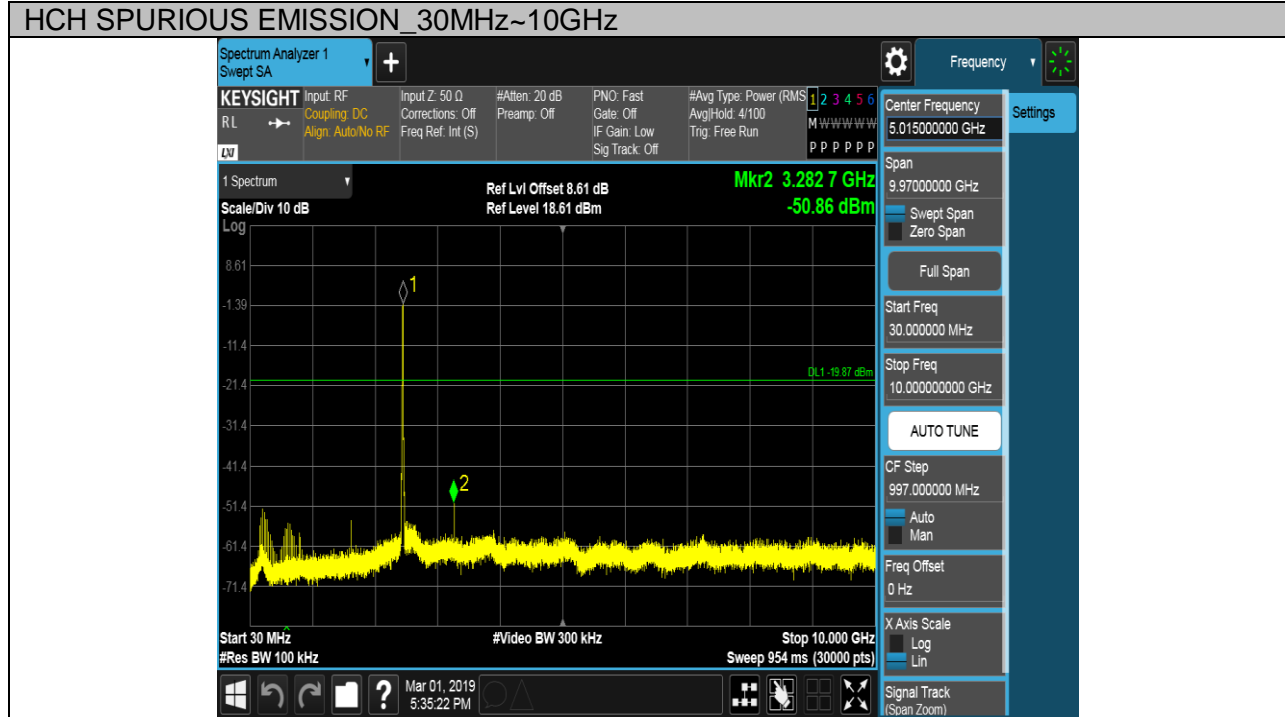 HCH SPURIOUS EMISSION_30MHz~10GHz
Spectrum Analyzer 1
Swept SA
Frequency
KEYSIGHT
RL
LXI
Input: RF
Coupling: DC
Align: Auto/No RF
Input Z: 50 Ω
Corrections: Off
Freq Ref: Int (S)
#Atten: 20 dB
Preamp: Off
PNO: Fast
Gate: Off
IF Gain: Low
Sig Track: Off
#Avg Type: Power (RMS
Avg|Hold: 4/100
Trig: Free Run
1 2 3 4 5 6
M W W W W W
P P P P P P
1 Spectrum
Scale/Div 10 dB
Log
Ref Lvl Offset 8.61 dB
Ref Level 18.61 dBm
Mkr2 3.282 7 GHz
-50.86 dBm
8.61
-1.39
-11.4
-21.4
-31.4
-41.4
-51.4
-61.4
-71.4
1
DL1 -19.87 dBm
2
Start 30 MHz
#Res BW 100 kHz
#Video BW 300 kHz
Stop 10.000 GHz
Sweep 954 ms (30000 pts)
Center Frequency
5.015000000 GHz
Settings
Span
9.97000000 GHz
Swept Span
Zero Span
Full Span
Start Freq
30.000000 MHz
Stop Freq
10.000000000 GHz
AUTO TUNE
CF Step
997.000000 MHz
Auto
Man
Freq Offset
0 Hz
X Axis Scale
Log
Lin
Signal Track
(Span Zoom)
?
Mar 01, 2019
5:35:22 PM